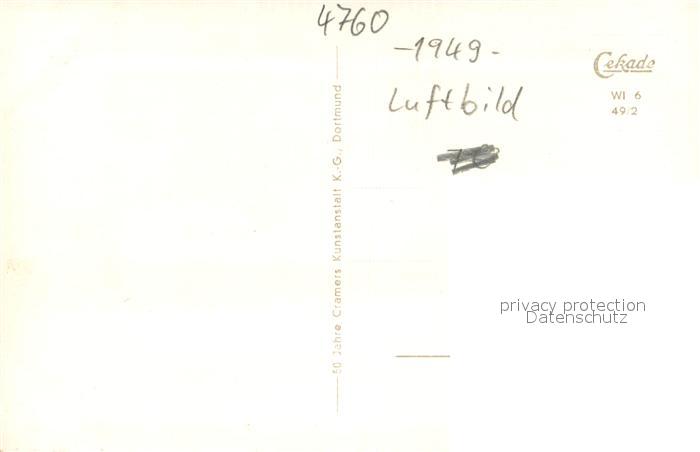 4760
-1949-
Luftbild
Cekade
WI 6
49/2
50 Jahre Cramers Kunstanstalt K.-G., Dortmund
privacy protection
Datenschutz